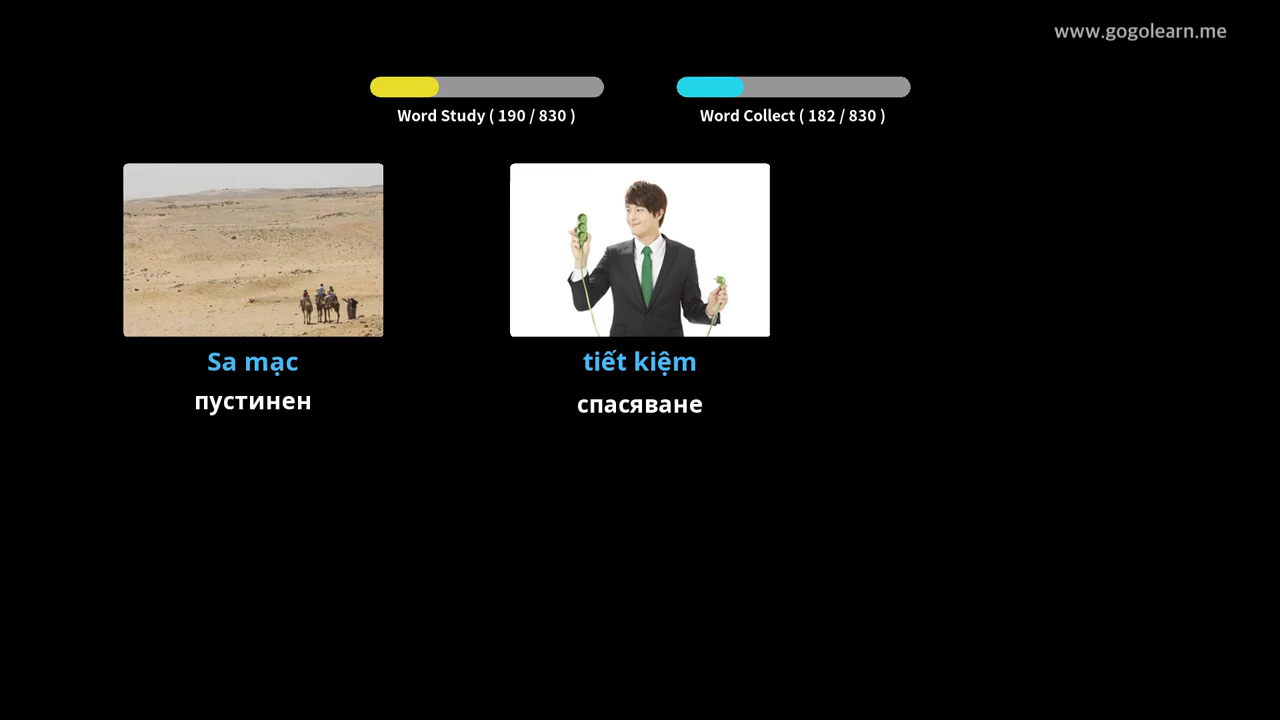 www.gogolearn.me
Word Study ( 190 / 830 )
Word Collect ( 182 / 830 )
Sa mạc
пустинен
tiết kiệm
спасяване